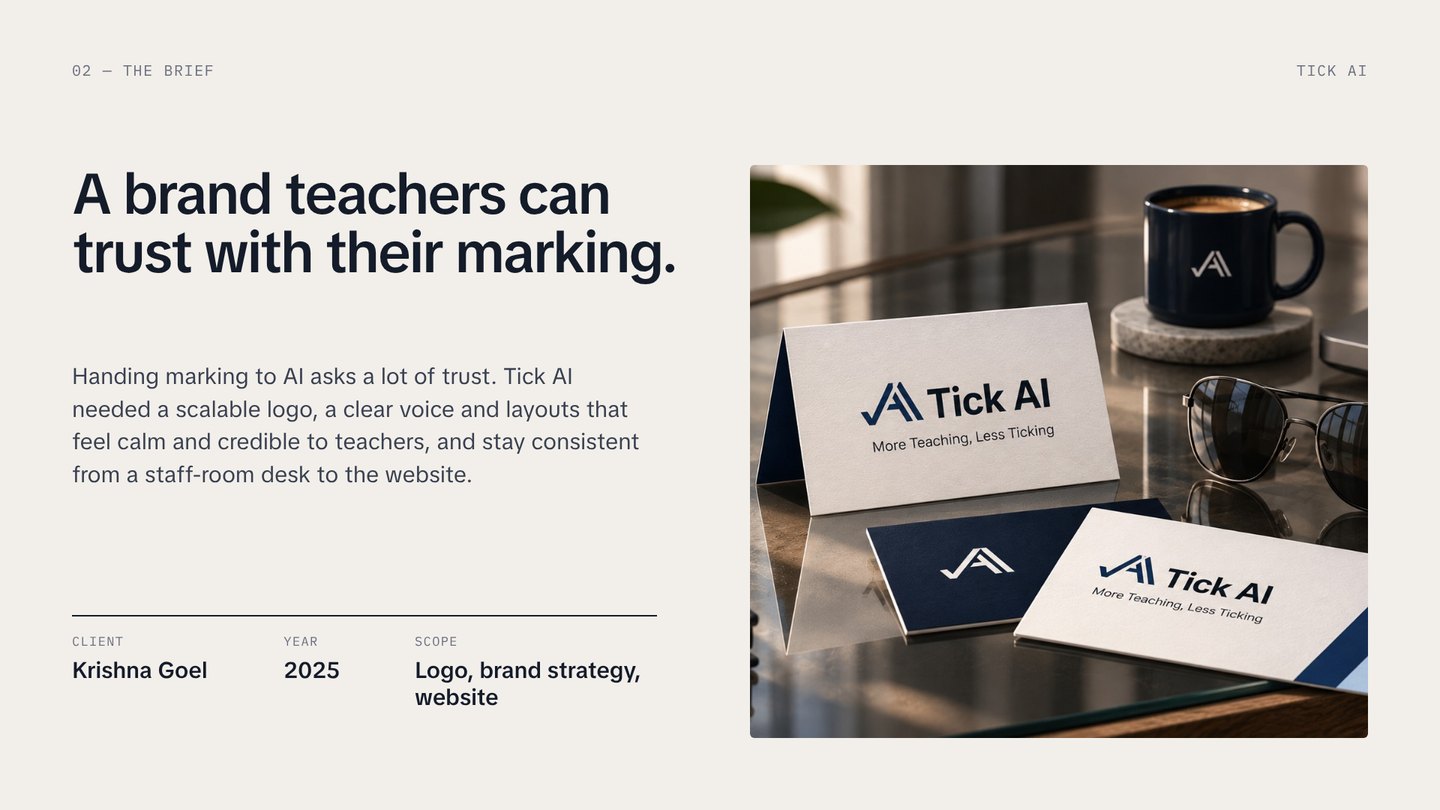 02 — THE BRIEF
TICK AI
A brand teachers can
trust with their marking.
Handing marking to AI asks a lot of trust. Tick AI
needed a scalable logo, a clear voice and layouts that
feel calm and credible to teachers, and stay consistent
from a staff-room desk to the website.
CLIENT
Krishna Goel
YEAR
2025
SCOPE
Logo, brand strategy,
website
Tick AI
More Teaching, Less Ticking
Tick AI
More Teaching, Less Ticking